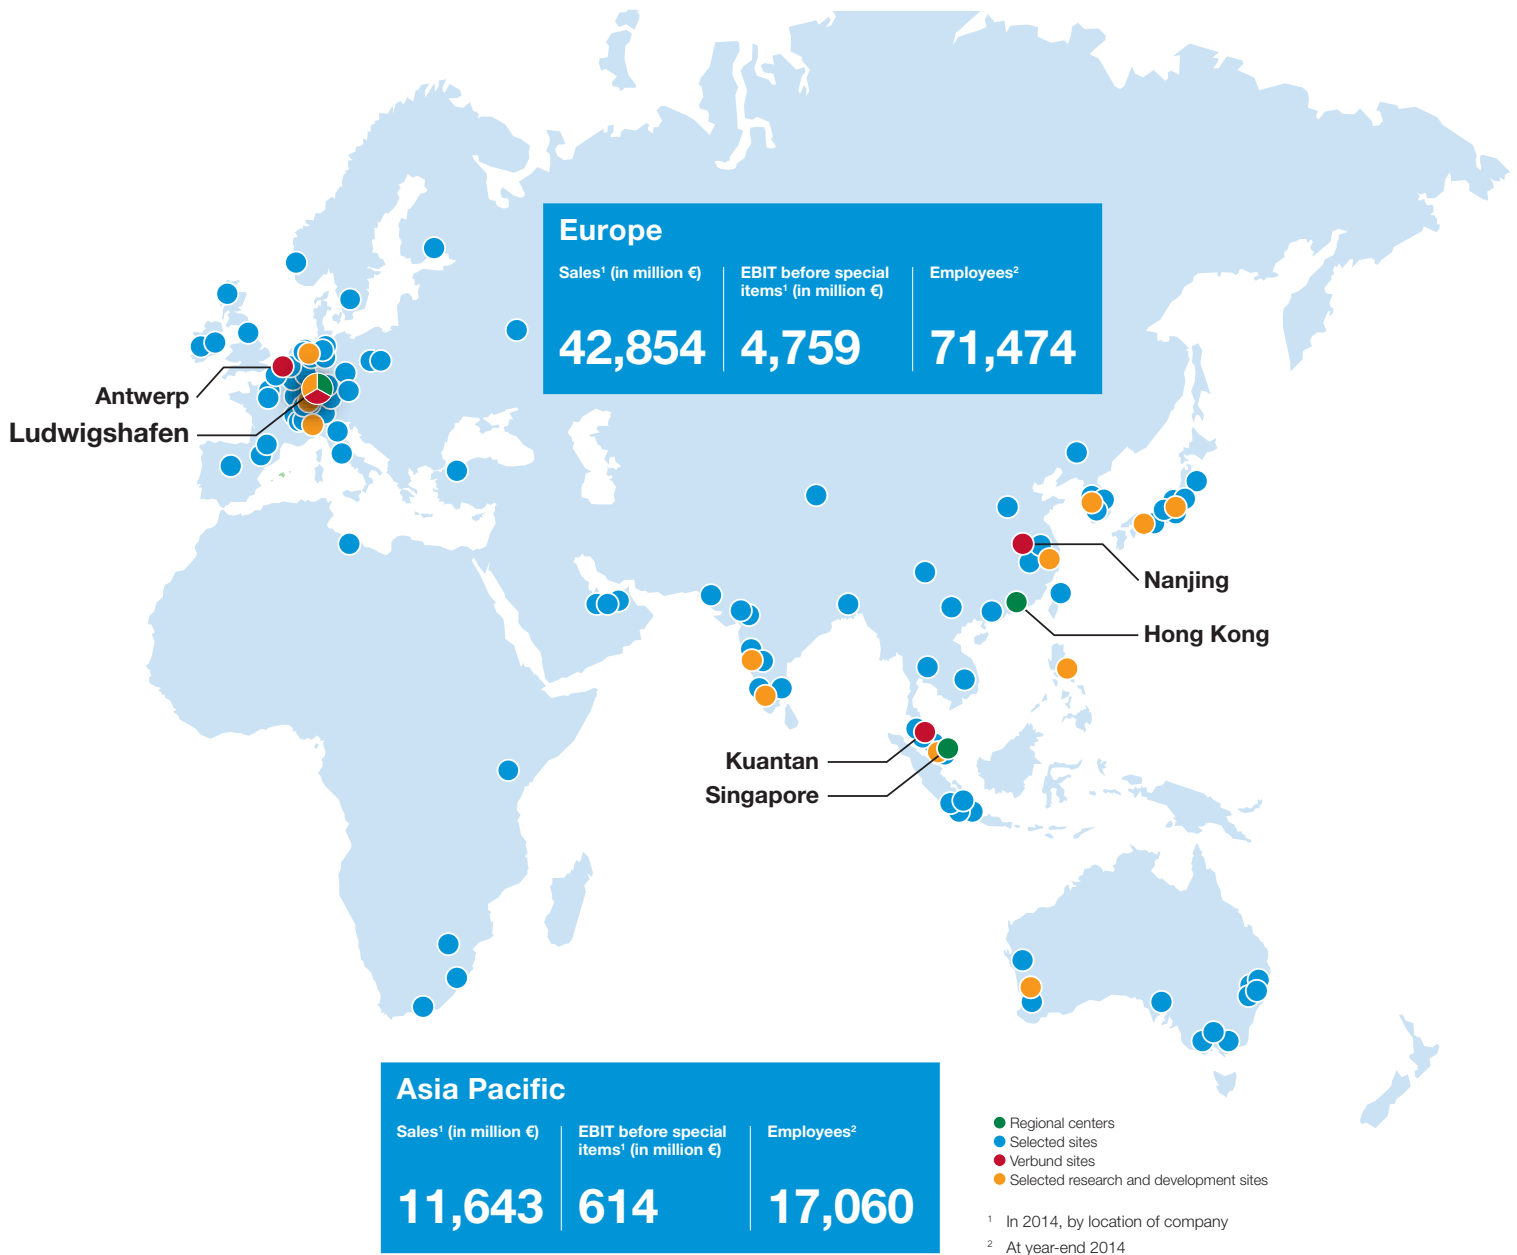 Europe
Sales¹ (in million €)
EBIT before special
items¹ (in million €)
Employees²
42,854
4,759
71,474
Antwerp
Ludwigshafen
Nanjing
Hong Kong
Kuantan
Singapore
Asia Pacific
Sales¹ (in million €)
EBIT before special
items¹ (in million €)
Employees²
11,643
614
17,060
Regional centers
Selected sites
Verbund sites
Selected research and development sites
¹ In 2014, by location of company
² At year-end 2014